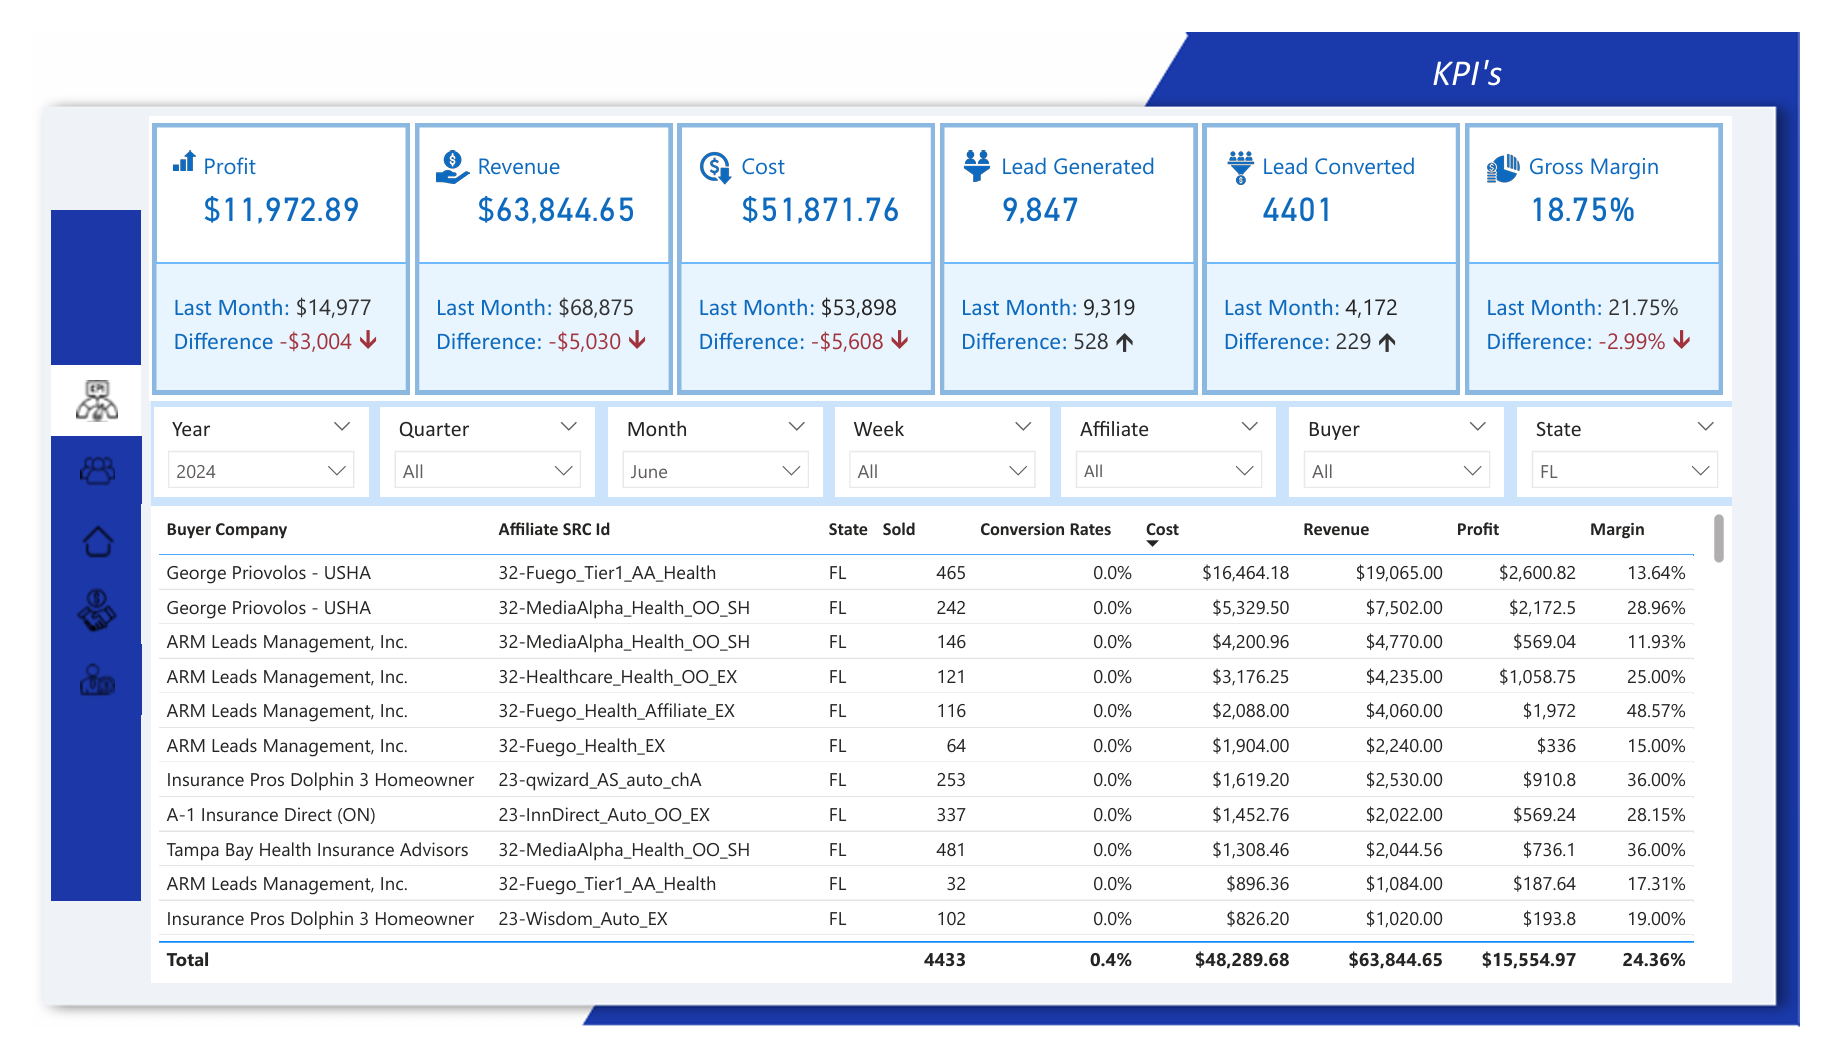 KPI's
Profit
$11,972.89
Last Month: $14,977
Difference -$3,004
Revenue
$63,844.65
Last Month: $68,875
Difference: -$5,030
Cost
$51,871.76
Last Month: $53,898
Difference: -$5,608
Lead Generated
9,847
Last Month: 9,319
Difference: 528
Lead Converted
4401
Last Month: 4,172
Difference: 229
Gross Margin
18.75%
Last Month: 21.75%
Difference: -2.99%
Year
2024
Quarter
All
Month
June
Week
All
Affiliate
All
Buyer
All
State
FL
Buyer Company Affiliate SRC Id State Sold Conversion Rates Cost Revenue Profit Margin
George Priovolos - USHA 32-Fuego_Tier1_AA_Health FL 465 0.0% $16,464.18 $19,065.00 $2,600.82 13.64%
George Priovolos - USHA 32-MediaAlpha_Health_OO_SH FL 242 0.0% $5,329.50 $7,502.00 $2,172.5 28.96%
ARM Leads Management, Inc. 32-MediaAlpha_Health_OO_SH FL 146 0.0% $4,200.96 $4,770.00 $569.04 11.93%
ARM Leads Management, Inc. 32-Healthcare_Health_OO_EX FL 121 0.0% $3,176.25 $4,235.00 $1,058.75 25.00%
ARM Leads Management, Inc. 32-Fuego_Health_Affiliate_EX FL 116 0.0% $2,088.00 $4,060.00 $1,972 48.57%
ARM Leads Management, Inc. 32-Fuego_Health_EX FL 64 0.0% $1,904.00 $2,240.00 $336 15.00%
Insurance Pros Dolphin 3 Homeowner 23-qwizard_AS_auto_chA FL 253 0.0% $1,619.20 $2,530.00 $910.8 36.00%
A-1 Insurance Direct (ON) 23-InnDirect_Auto_OO_EX FL 337 0.0% $1,452.76 $2,022.00 $569.24 28.15%
Tampa Bay Health Insurance Advisors 32-MediaAlpha_Health_OO_SH FL 481 0.0% $1,308.46 $2,044.56 $736.1 36.00%
ARM Leads Management, Inc. 32-Fuego_Tier1_AA_Health FL 32 0.0% $896.36 $1,084.00 $187.64 17.31%
Insurance Pros Dolphin 3 Homeowner 23-Wisdom_Auto_EX FL 102 0.0% $826.20 $1,020.00 $193.8 19.00%
Total 4433 0.4% $48,289.68 $63,844.65 $15,554.97 24.36%